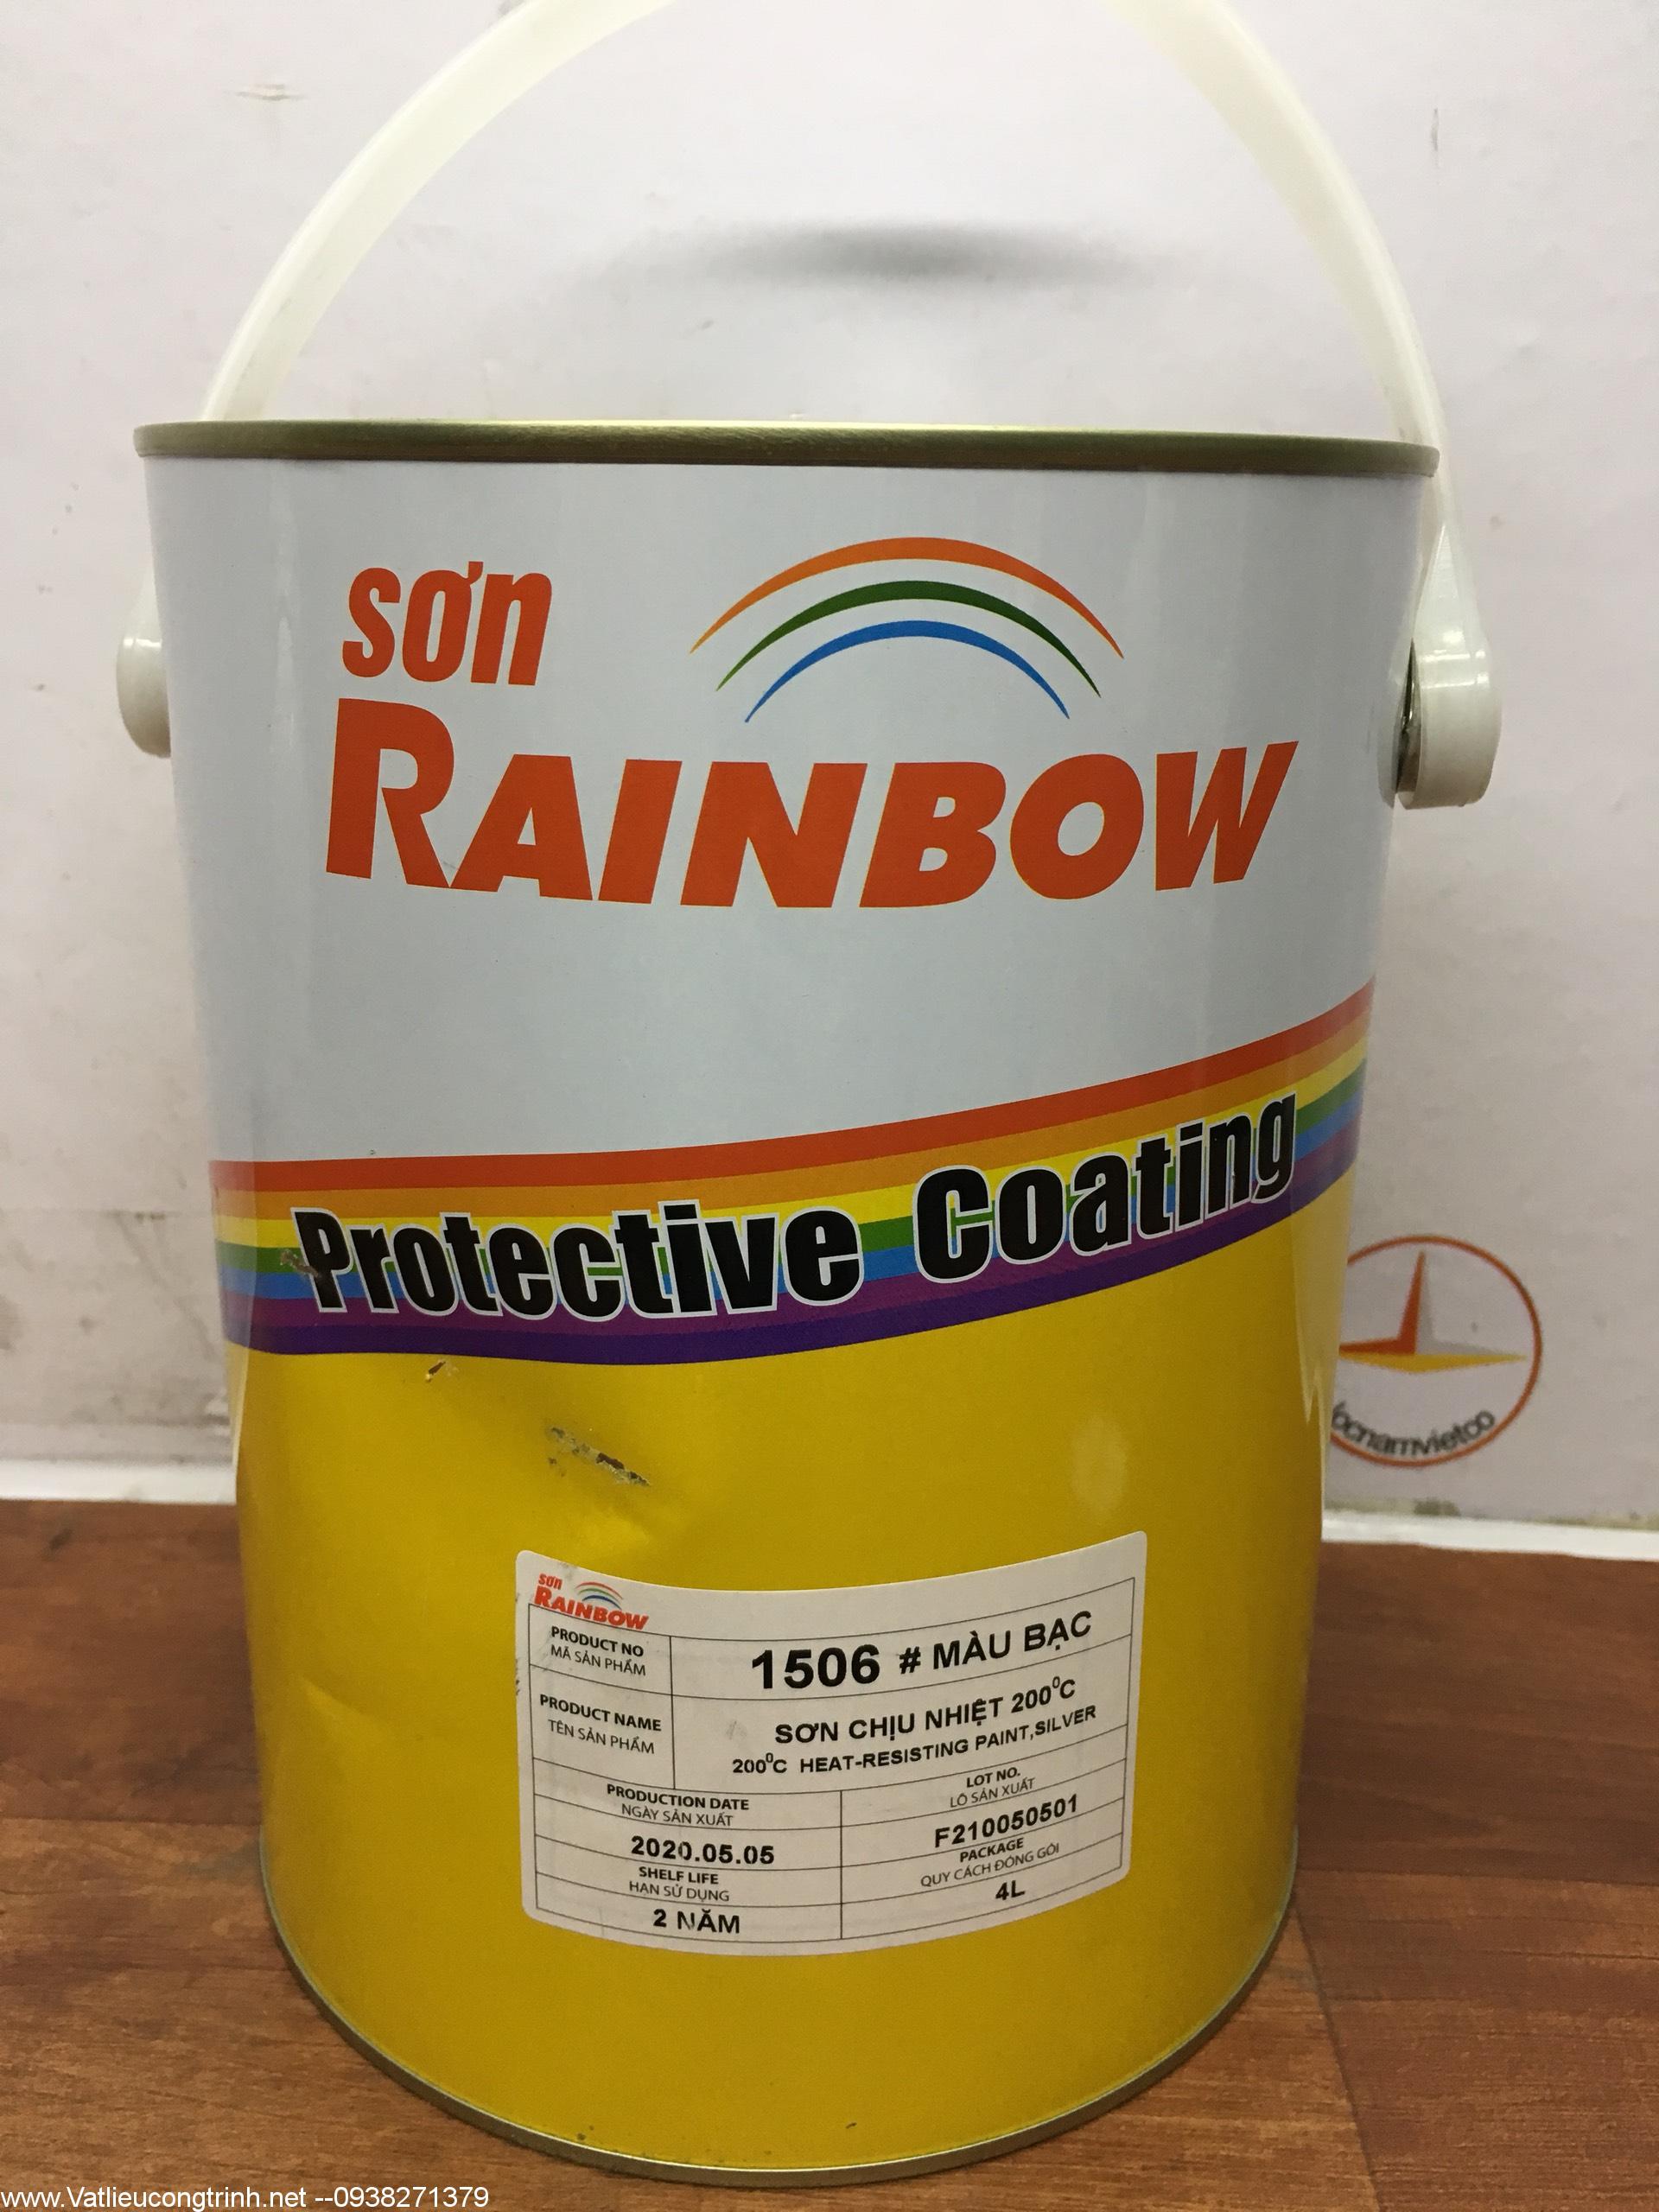 sơn
RAINBOW
Protective Coating
sơn
RAINBOW
PRODUCT NO
MÃ SẢN PHẨM
1506 # MÀU BẠC
PRODUCT NAME
TÊN SẢN PHẨM
SƠN CHỊU NHIỆT 200⁰C
200⁰C HEAT-RESISTING PAINT,SILVER
PRODUCTION DATE
NGÀY SẢN XUẤT
LOT NO.
LÔ SẢN XUẤT
2020.05.05
F210050501
SHELF LIFE
HẠN SỬ DỤNG
PACKAGE
QUY CÁCH ĐÓNG GÓI
2 NĂM
4L
ocnamvietco
www.Vatlieucongtrinh.net --0938271379